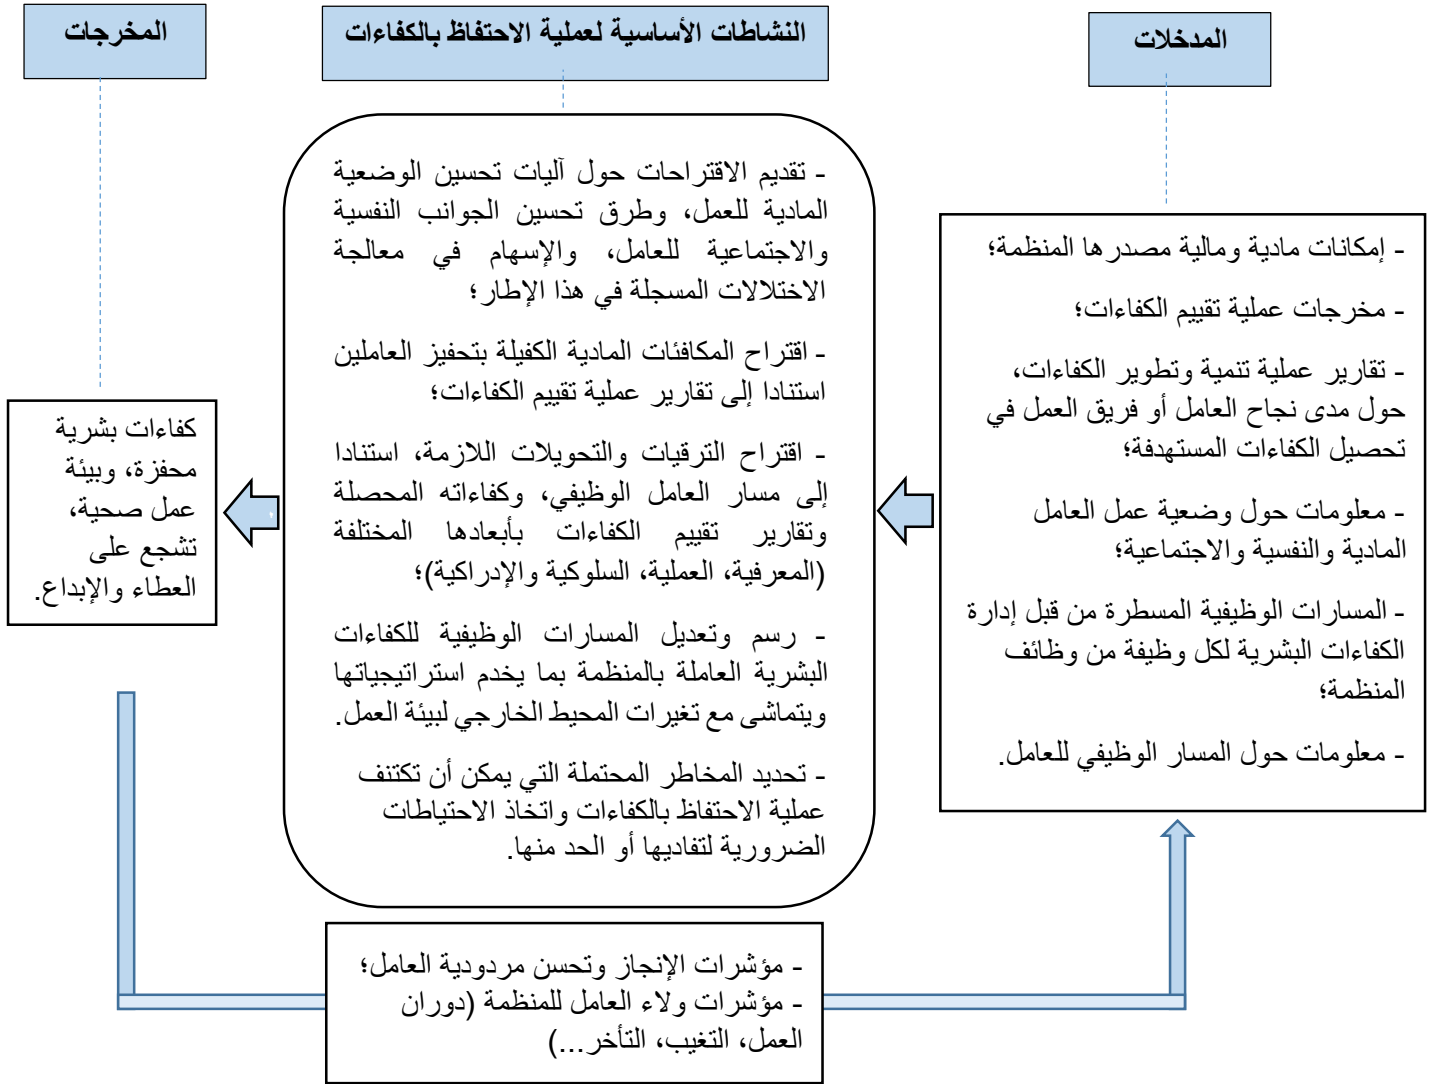 المدخلات
النشاطات الأساسية لعملية الاحتفاظ بالكفاءات
المخرجات
- إمكانات مادية ومالية مصدرها المنظمة؛
- مخرجات عملية تقييم الكفاءات؛
- تقارير عملية تنمية وتطوير الكفاءات،
حول مدى نجاح العامل أو فريق العمل في
تحصيل الكفاءات المستهدفة؛
- معلومات حول وضعية عمل العامل
المادية والنفسية والاجتماعية؛
- المسارات الوظيفية المسطرة من قبل إدارة
الكفاءات البشرية لكل وظيفة من وظائف
المنظمة؛
- معلومات حول المسار الوظيفي للعامل.
- تقديم الاقتراحات حول آليات تحسين الوضعية
المادية للعمل، وطرق تحسين الجوانب النفسية
والاجتماعية للعامل، والإسهام في معالجة
الاختلالات المسجلة في هذا الإطار؛
- اقتراح المكافئات المادية الكفيلة بتحفيز العاملين
استنادا إلى تقارير عملية تقييم الكفاءات؛
- اقتراح الترقيات والتحويلات اللازمة، استنادا
إلى مسار العامل الوظيفي، وكفاءاته المحصلة
وتقارير تقييم الكفاءات بأبعادها المختلفة
(المعرفية، العملية، السلوكية والإدراكية)؛
- رسم وتعديل المسارات الوظيفية للكفاءات
البشرية العاملة بالمنظمة بما يخدم استراتيجياتها
ويتماشى مع تغيرات المحيط الخارجي لبيئة العمل.
- تحديد المخاطر المحتملة التي يمكن أن تكتنف
عملية الاحتفاظ بالكفاءات واتخاذ الاحتياطات
الضرورية لتفاديها أو الحد منها.
كفاءات بشرية
محفزة، وبيئة
عمل صحية،
تشجع على
العطاء والإبداع.
- مؤشرات الإنجاز وتحسن مردودية العامل؛
- مؤشرات ولاء العامل للمنظمة (دوران
العمل، التغيب، التأخر...)